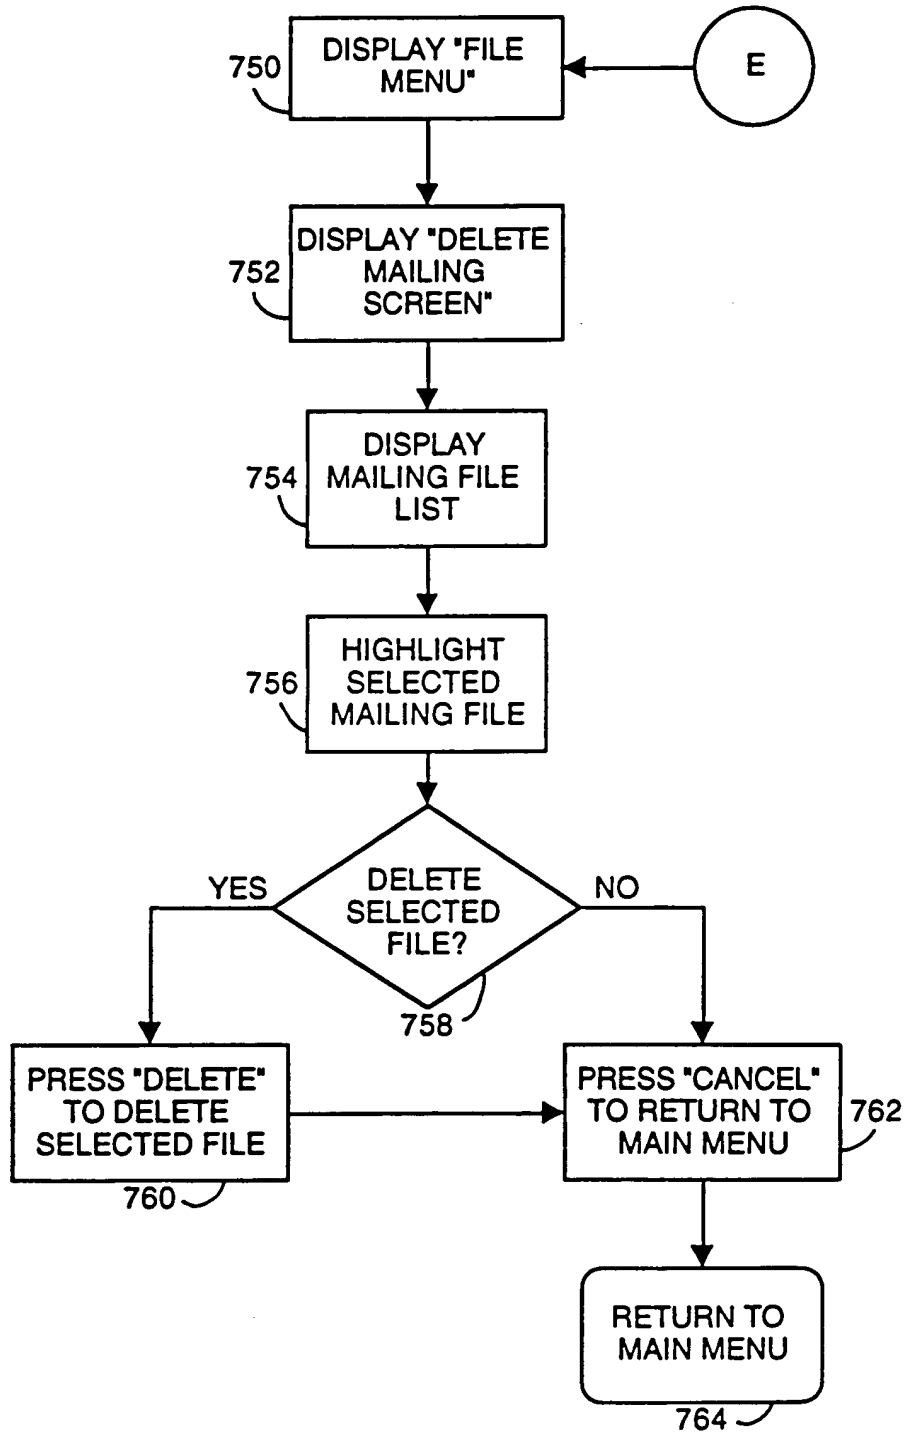 DISPLAY "FILE
MENU"
750
E
DISPLAY "DELETE
MAILING
SCREEN"
752
DISPLAY
MAILING FILE
LIST
754
HIGHLIGHT
SELECTED
MAILING FILE
756
DELETE
SELECTED
FILE?
YES
NO
758
PRESS "DELETE"
TO DELETE
SELECTED FILE
760
PRESS "CANCEL"
TO RETURN TO
MAIN MENU
762
RETURN TO
MAIN MENU
764